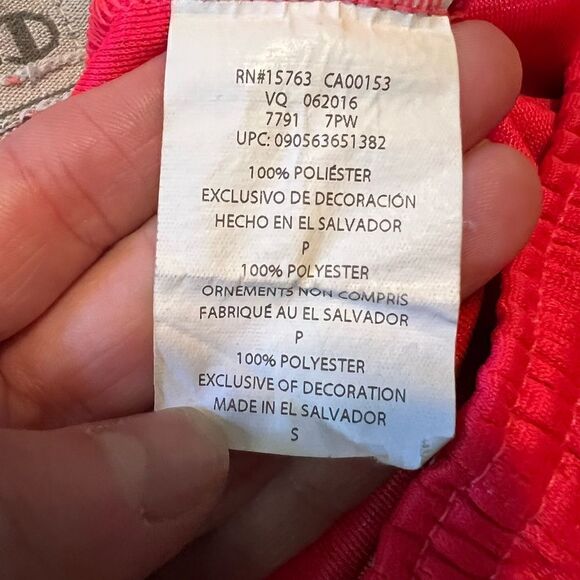 RN#15763 CA00153
VQ 062016
7791 7PW
UPC: 090563651382
100% POLIÉSTER
EXCLUSIVO DE DECORACIÓN
HECHO EN EL SALVADOR
P
100% POLYESTER
ORNÉMENTS NON COMPRIS
FABRIQUÉ AU EL SALVADOR
P
100% POLYESTER
EXCLUSIVE OF DECORATION
MADE IN EL SALVADOR
S